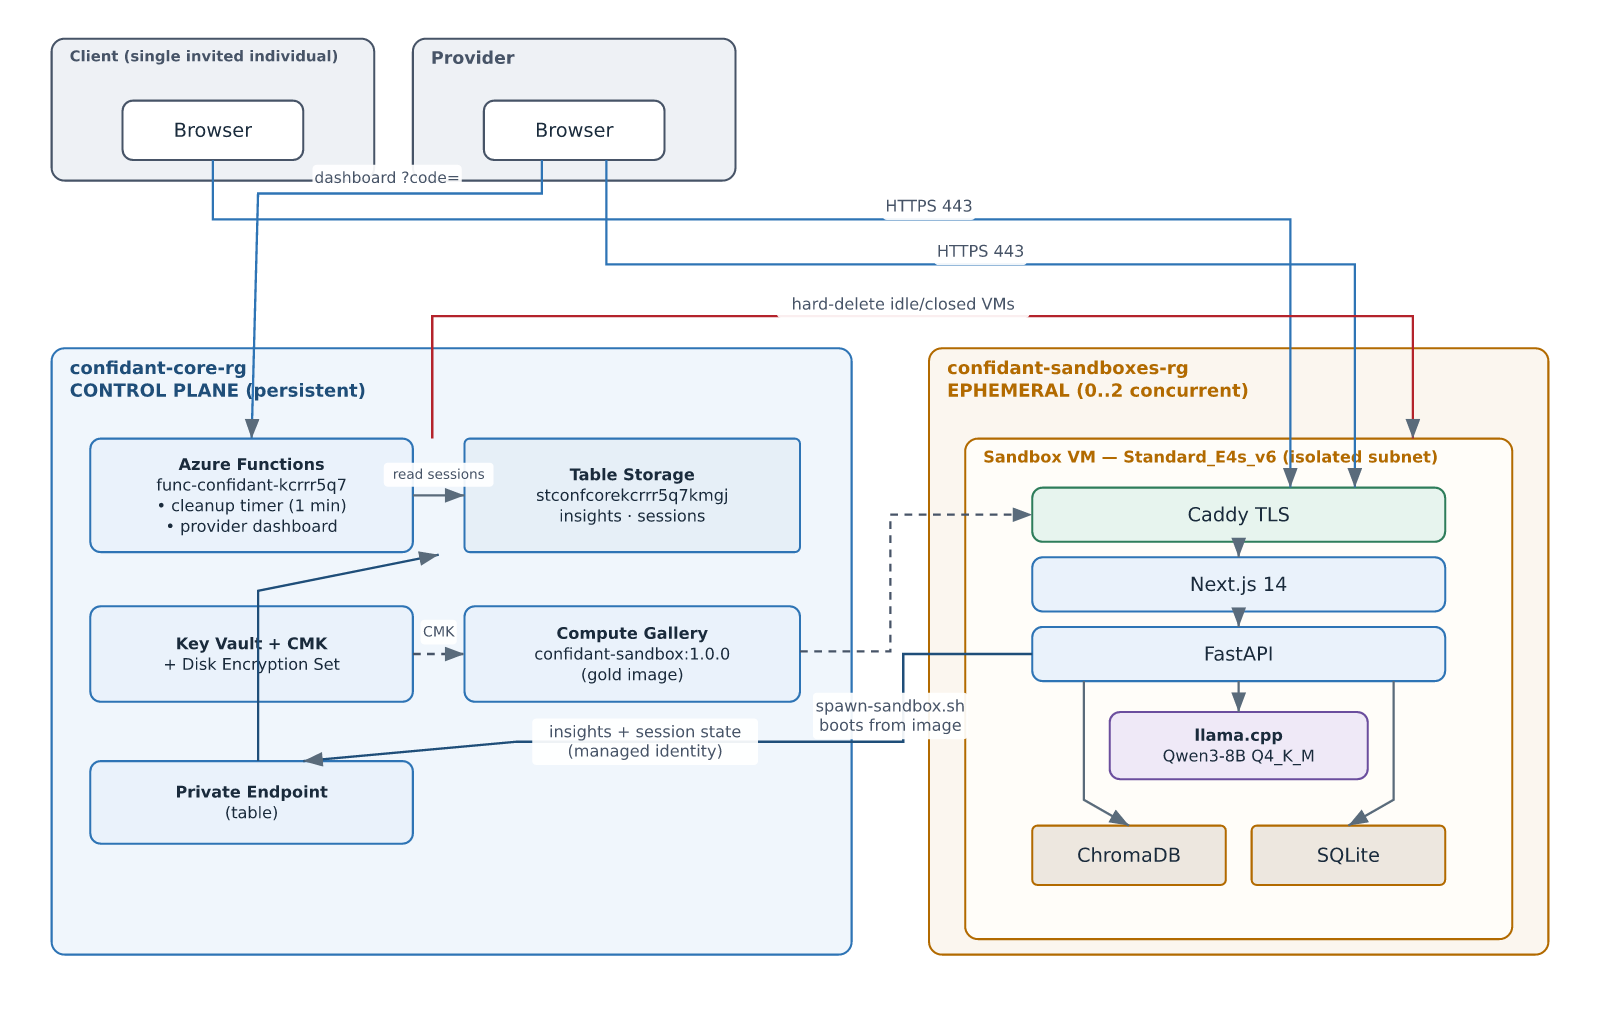 Client (single invited individual)
Provider
Browser
Browser
dashboard ?code=
HTTPS 443
HTTPS 443
hard-delete idle/closed VMs
confidant-core-rg
CONTROL PLANE (persistent)
confidant-sandboxes-rg
EPHEMERAL (0..2 concurrent)
Azure Functions
func-confidant-kcrrr5q7
• cleanup timer (1 min)
• provider dashboard
read sessions
Table Storage
stconfcorekcrrr5q7kmgj
insights · sessions
Sandbox VM — Standard_E4s_v6 (isolated subnet)
Caddy TLS
Next.js 14
FastAPI
Key Vault + CMK
+ Disk Encryption Set
CMK
Compute Gallery
confidant-sandbox:1.0.0
(gold image)
spawn-sandbox.sh
boots from image
insights + session state
(managed identity)
llama.cpp
Qwen3-8B Q4_K_M
Private Endpoint
(table)
ChromaDB
SQLite